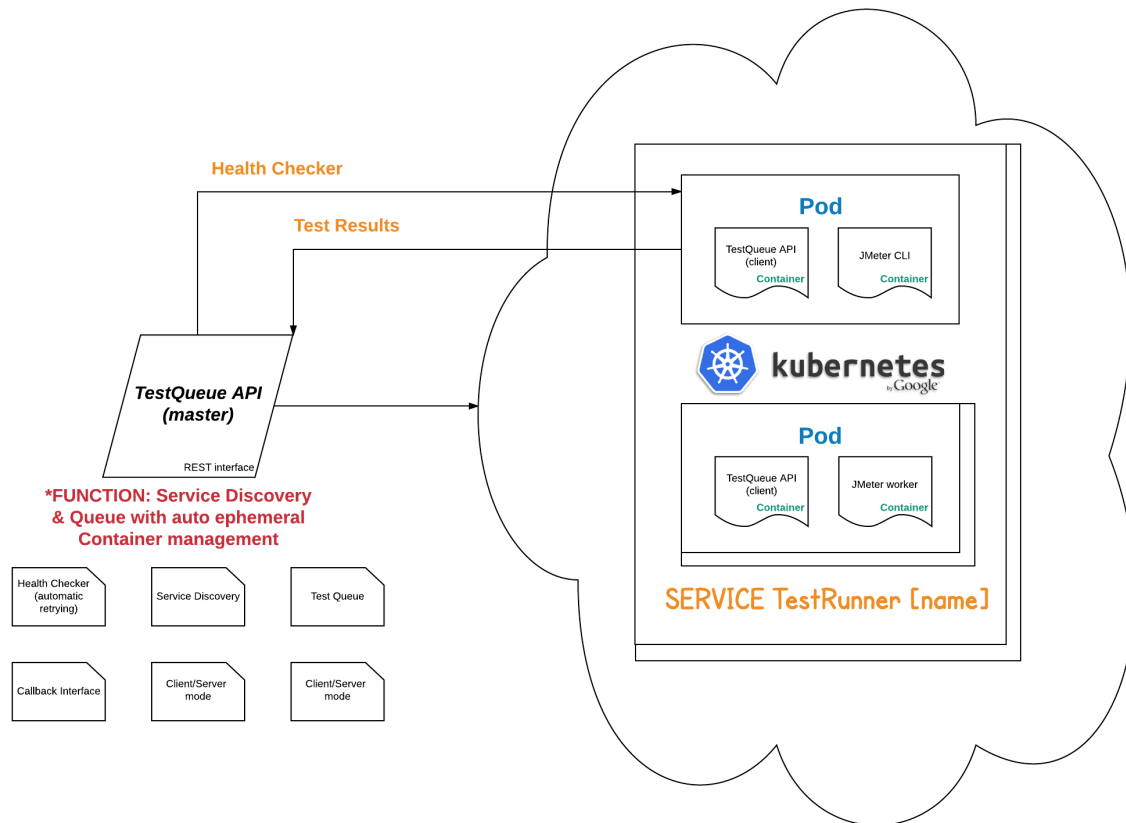 Health Checker
Test Results
Pod
TestQueue API
(client)
Container
JMeter CLI
Container
kubernetes
by Google
TestQueue API
(master)
REST interface
*FUNCTION: Service Discovery
& Queue with auto ephemeral
Container management
Pod
TestQueue API
(client)
Container
JMeter worker
Container
SERVICE TestRunner [name]
Health Checker
(automatic
retrying)
Service Discovery
Test Queue
Callback Interface
Client/Server
mode
Client/Server
mode